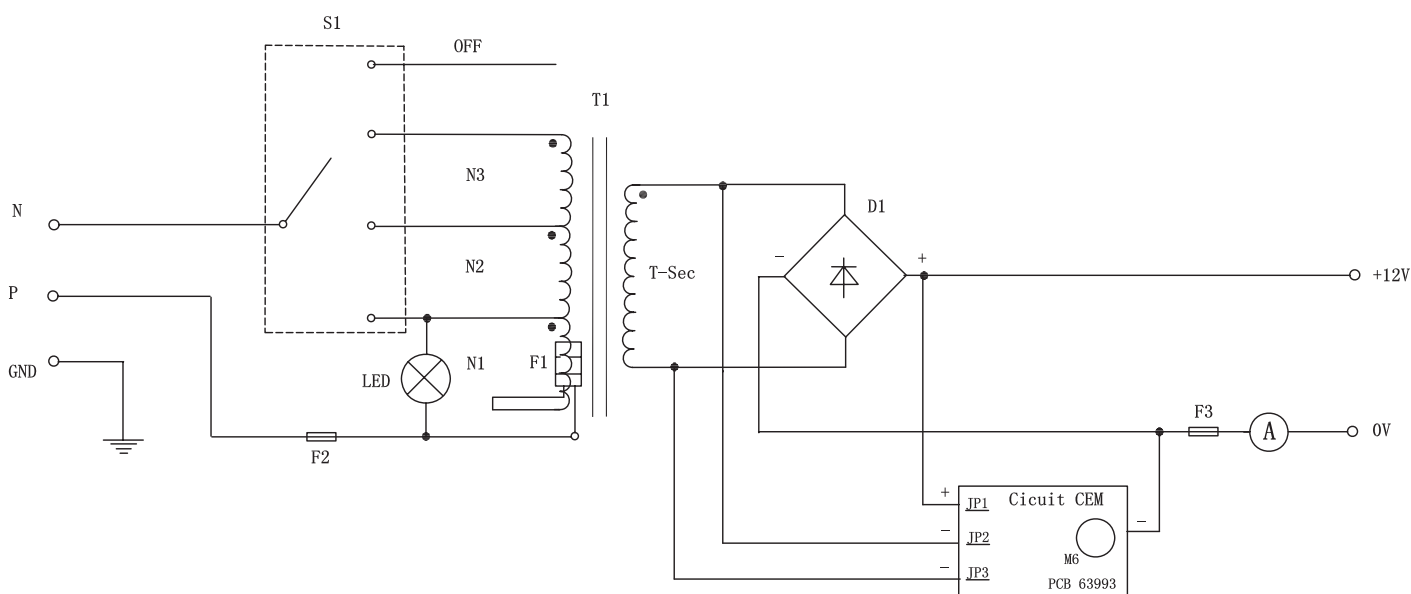 S1
OFF
T1
N3
N
D1
N2
T-Sec
-
+
+12V
P
GND
LED
N1
F1
F2
F3
A
0V
+
JP1
Cicuit CEM
-
JP2
-
M6
-
JP3
PCB 63993